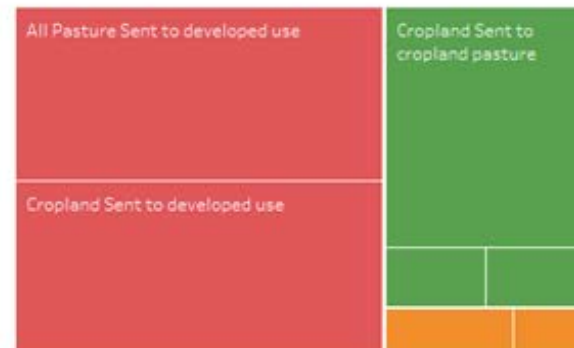 All Pasture Sent to developed use
Cropland Sent to
cropland pasture
Cropland Sent to developed use